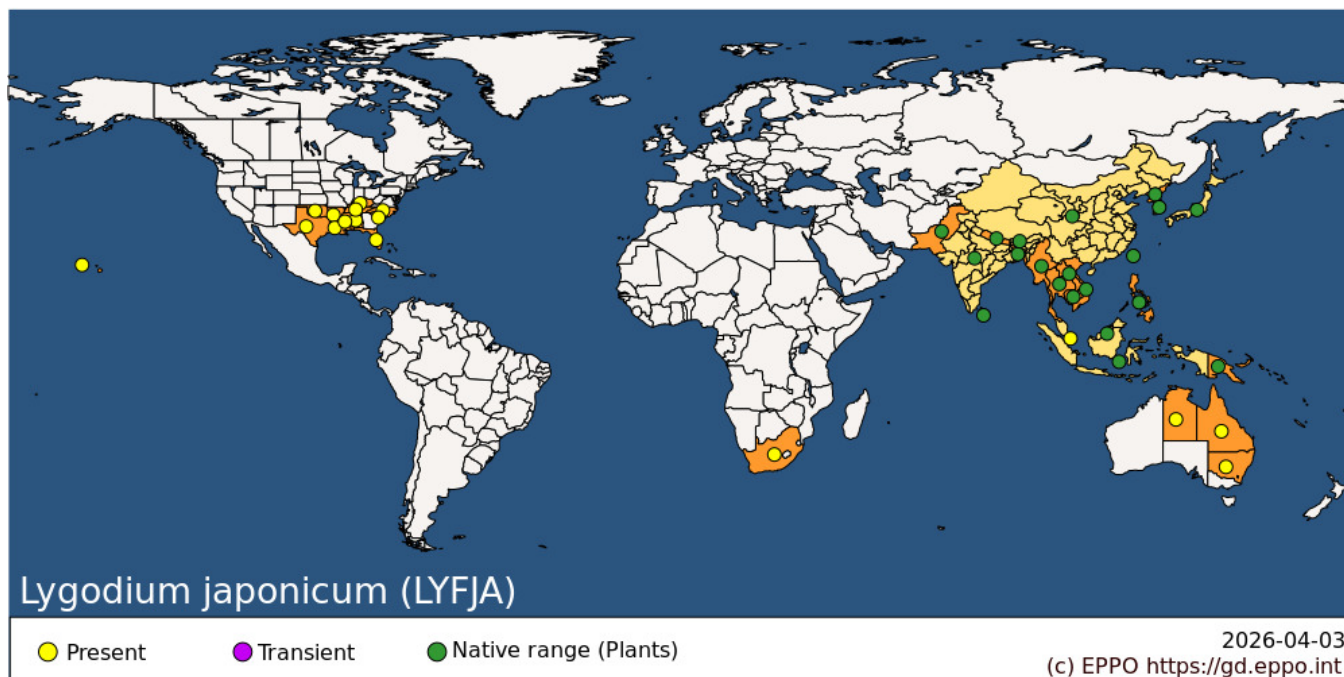 Lygodium japonicum (LYFJA)
Present
Transient
Native range (Plants)
2026-04-03
(c) EPPO https://gd.eppo.int